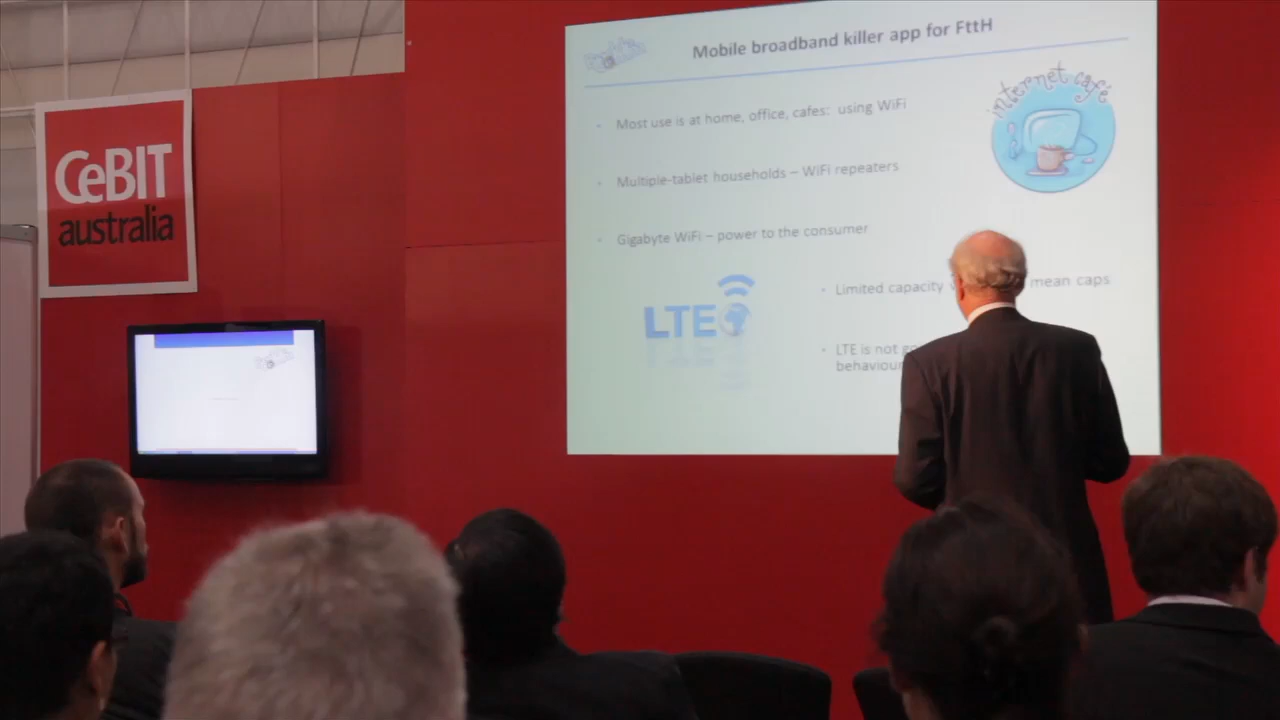 CeBIT
australia
Mobile broadband killer app for FttH
internet café
Most use is at home, office, cafes: using WiFi
Multiple-tablet households – WiFi repeaters
Gigabyte WiFi – power to the consumer
LTE
Limited capacity mean caps
LTE is not
behaviour